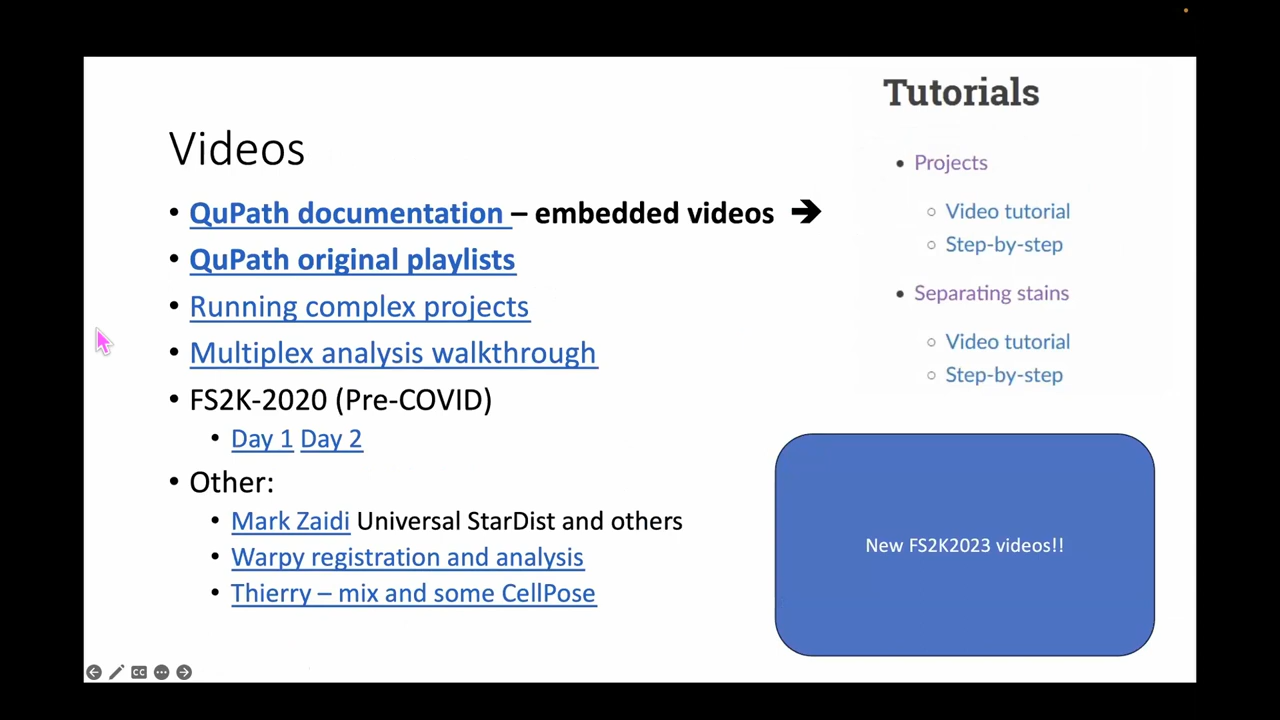 Videos
QuPath documentation – embedded videos ➔
QuPath original playlists
Running complex projects
Multiplex analysis walkthrough
FS2K-2020 (Pre-COVID)
Day 1 Day 2
Other:
Mark Zaidi Universal StarDist and others
Warpy registration and analysis
Thierry – mix and some CellPose
Tutorials
Projects
Video tutorial
Step-by-step
Separating stains
Video tutorial
Step-by-step
New FS2K2023 videos!!
CC